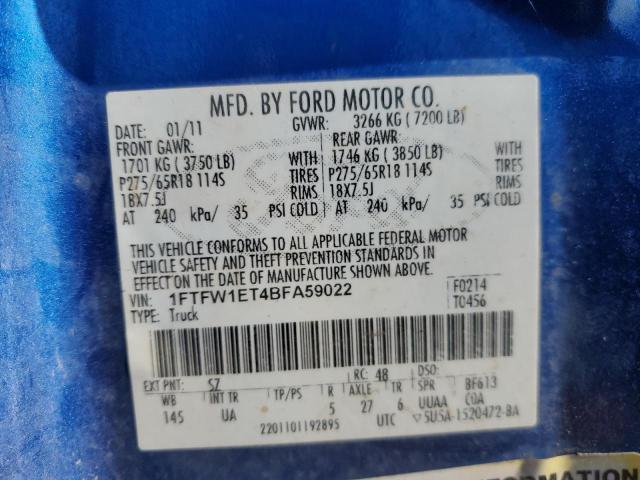 MFD. BY FORD MOTOR CO.
DATE: 01/11 GVWR: 3266 KG ( 7200 LB)
FRONT GAWR: REAR GAWR:
1701 KG ( 3750 LB) WITH 1746 KG ( 3850 LB) WITH
P275/65R18 114S TIRES P275/65R18 114S TIRES
18X7.5J RIMS 18X7.5J RIMS
AT 240 kPa/ 35 PSI COLD AT 240 kPa/ 35 PSI COLD
THIS VEHICLE CONFORMS TO ALL APPLICABLE FEDERAL MOTOR
VEHICLE SAFETY AND THEFT PREVENTION STANDARDS IN
EFFECT ON THE DATE OF MANUFACTURE SHOWN ABOVE.
VIN: 1FTFW1ET4BFA59022 F0214
TYPE: Truck T0456
EXT PNT: SZ RC: 48 DSO:
WB INT TR TP/PS R AXLE TR SPR BF613
145 UA 5 27 6 UUAA COA
2201101192895 UTC 5U5A-1520472-BA
INFORMATION